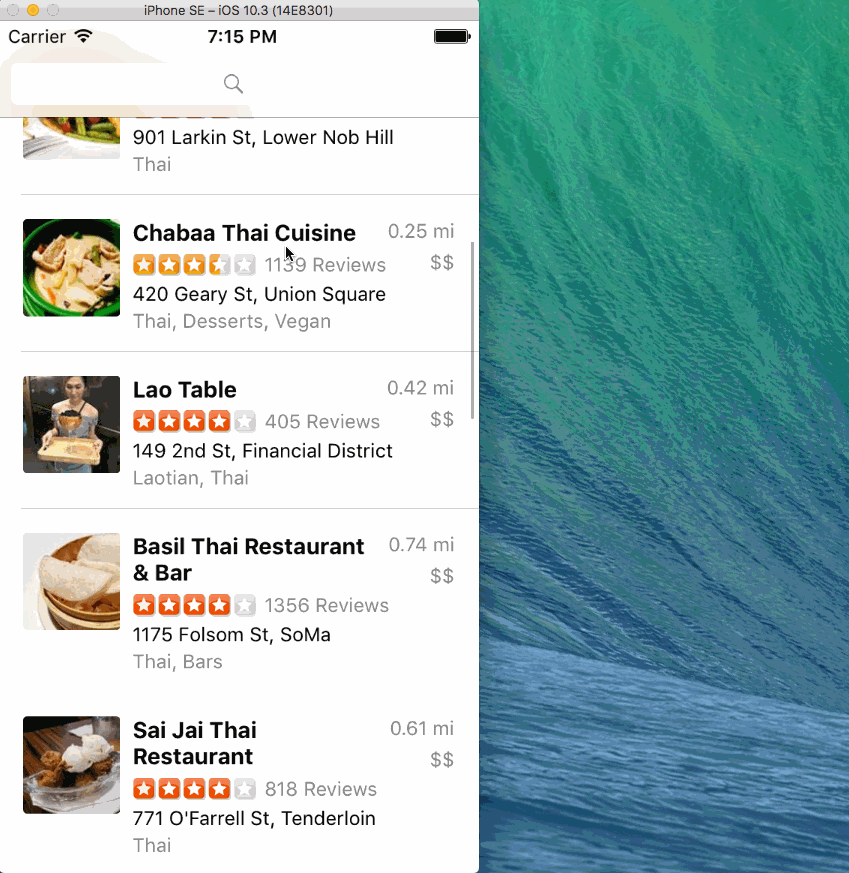 iPhone SE – iOS 10.3 (14E8301)
Carrier 7:15 PM
901 Larkin St, Lower Nob Hill
Thai
Chabaa Thai Cuisine 0.25 mi
1139 Reviews $$
420 Geary St, Union Square
Thai, Desserts, Vegan
Lao Table 0.42 mi
405 Reviews $$
149 2nd St, Financial District
Laotian, Thai
Basil Thai Restaurant 0.74 mi
& Bar $$
1356 Reviews
1175 Folsom St, SoMa
Thai, Bars
Sai Jai Thai 0.61 mi
Restaurant $$
818 Reviews
771 O'Farrell St, Tenderloin
Thai